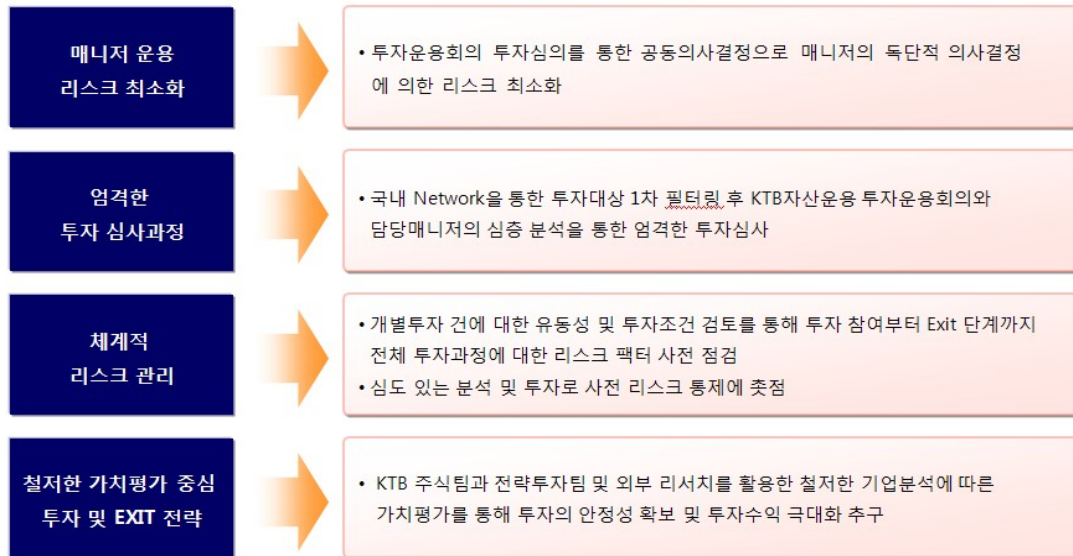 매니저 운용
리스크 최소화
• 투자운용회의 투자심의를 통한 공동의사결정으로 매니저의 독단적 의사결정
에 의한 리스크 최소화
엄격한
투자 심사과정
• 국내 Network을 통한 투자대상 1차 필터링 후 KTB자산운용 투자운용회의와
담당매니저의 심층 분석을 통한 엄격한 투자심사
체계적
리스크 관리
• 개별투자 건에 대한 유동성 및 투자조건 검토를 통해 투자 참여부터 Exit 단계까지
전체 투자과정에 대한 리스크 팩터 사전 점검
• 심도 있는 분석 및 투자로 사전 리스크 통제에 촛점
철저한 가치평가 중심
투자 및 EXIT 전략
• KTB 주식팀과 전략투자팀 및 외부 리서치를 활용한 철저한 기업분석에 따른
가치평가를 통해 투자의 안정성 확보 및 투자수익 극대화 추구